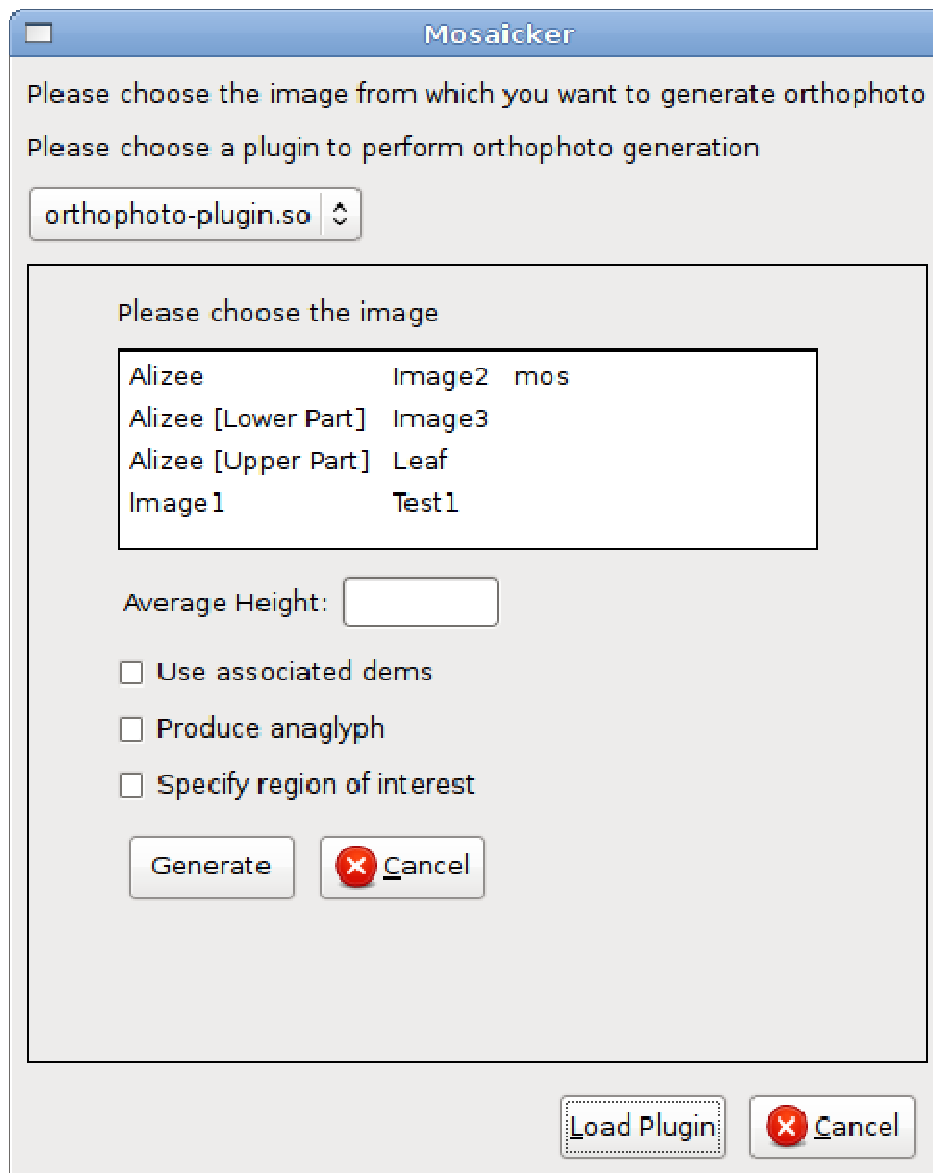 Mosaicker
Please choose the image from which you want to generate orthophoto
Please choose a plugin to perform orthophoto generation
orthophoto-plugin.so
Please choose the image
Alizee Image2 mos
Alizee [Lower Part] Image3
Alizee [Upper Part] Leaf
Image1 Test1
Average Height:
Use associated dems
Produce anaglyph
Specify region of interest
Generate Cancel
Load Plugin Cancel